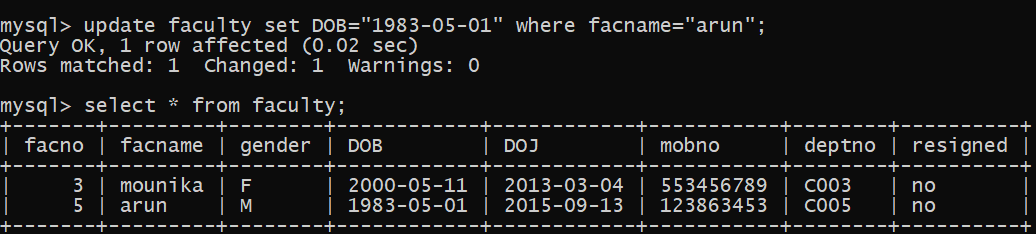 mysql> update faculty set DOB="1983-05-01" where facname="arun";
Query OK, 1 row affected (0.02 sec)
Rows matched: 1  Changed: 1  Warnings: 0
mysql> select * from faculty;
+-------+---------+--------+------------+------------+-----------+--------+----------+
| facno | facname | gender | DOB        | DOJ        | mobno     | deptno | resigned |
+-------+---------+--------+------------+------------+-----------+--------+----------+
|     3 | mounika | F      | 2000-05-11 | 2013-03-04 | 553456789 | C003   | no       |
|     5 | arun    | M      | 1983-05-01 | 2015-09-13 | 123863453 | C005   | no       |
+-------+---------+--------+------------+------------+-----------+--------+----------+